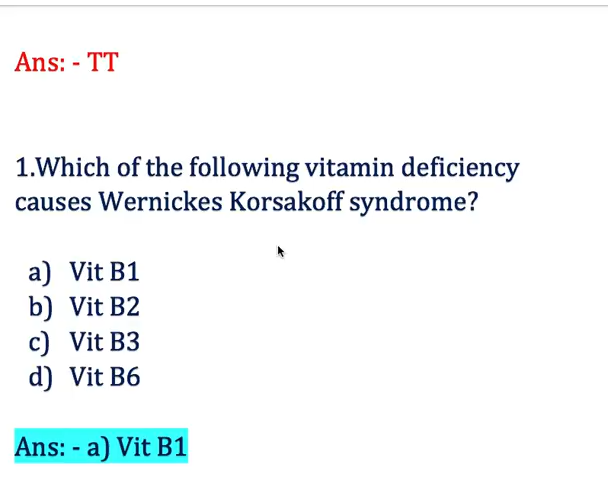 Ans: - TT
1.Which of the following vitamin deficiency
causes Wernickes Korsakoff syndrome?
a) Vit B1
b) Vit B2
c) Vit B3
d) Vit B6
Ans: - a) Vit B1